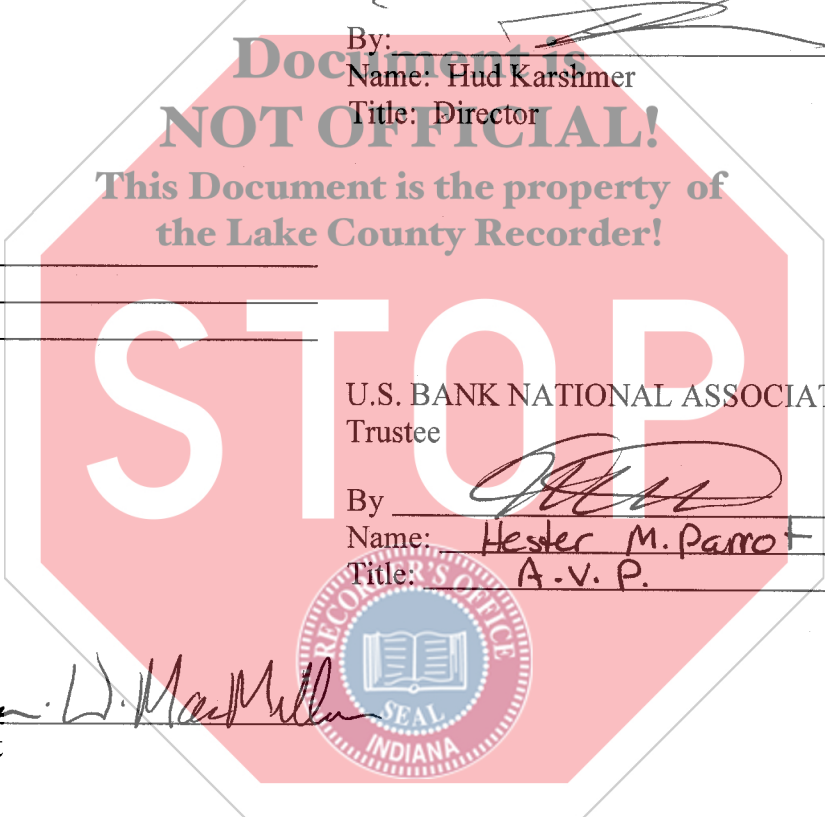 By:
Name: Hud Karshmer
Title: Director
Document is
NOT OFFICIAL!
This Document is the property of
the Lake County Recorder!
STOP
U.S. BANK NATIONAL ASSOCIAT
Trustee
By
Name: Hester M. Parrot
Title: A.V.P.
RECORDER'S OFFICE
SEAL
INDIANA
W. MacMillan